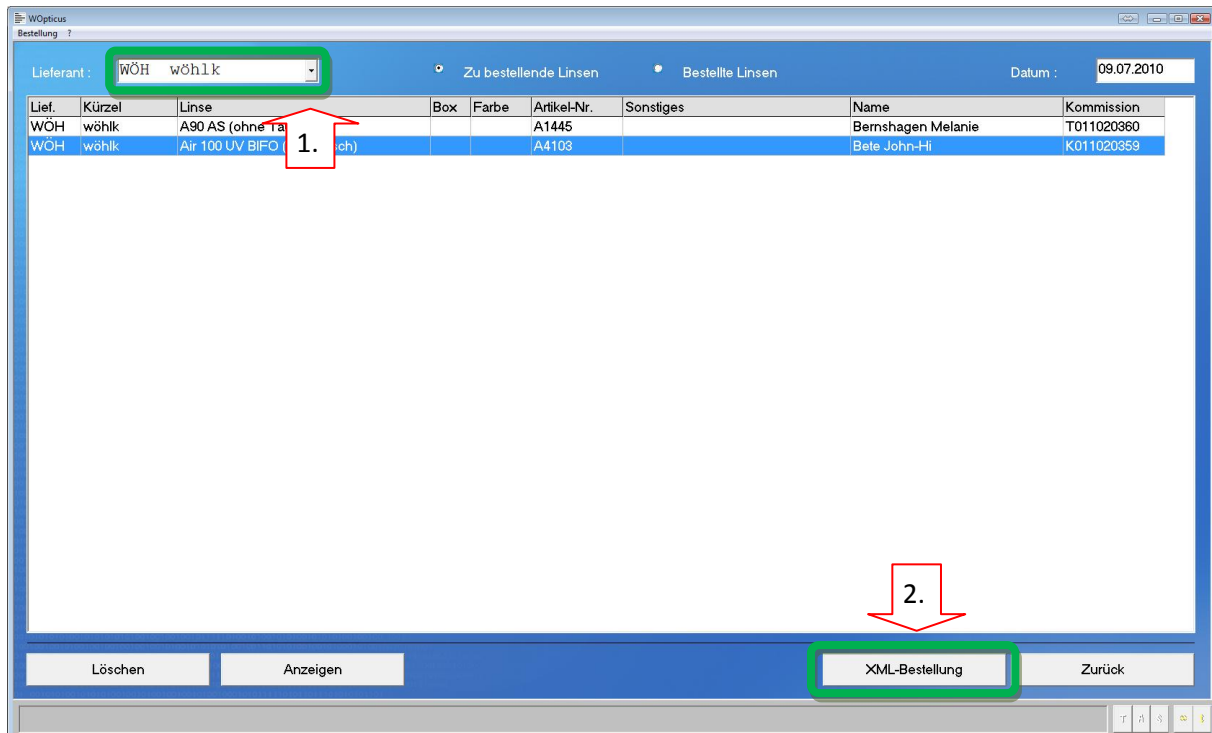 WOpticus
Bestellung ?
Lieferant : WÖH wöhlk Zu bestellende Linsen Bestellte Linsen Datum : 09.07.2010
Lief. Kürzel Linse Box Farbe Artikel-Nr. Sonstiges Name Kommission
WÖH wöhlk A90 AS (ohne A1445 Bernshagen Melanie T011020360
WÖH wöhlk Air 100 UV BIFO ( sch) A4103 Bete John-Hi K011020359
1.
2.
Löschen Anzeigen XML-Bestellung Zurück
T A S